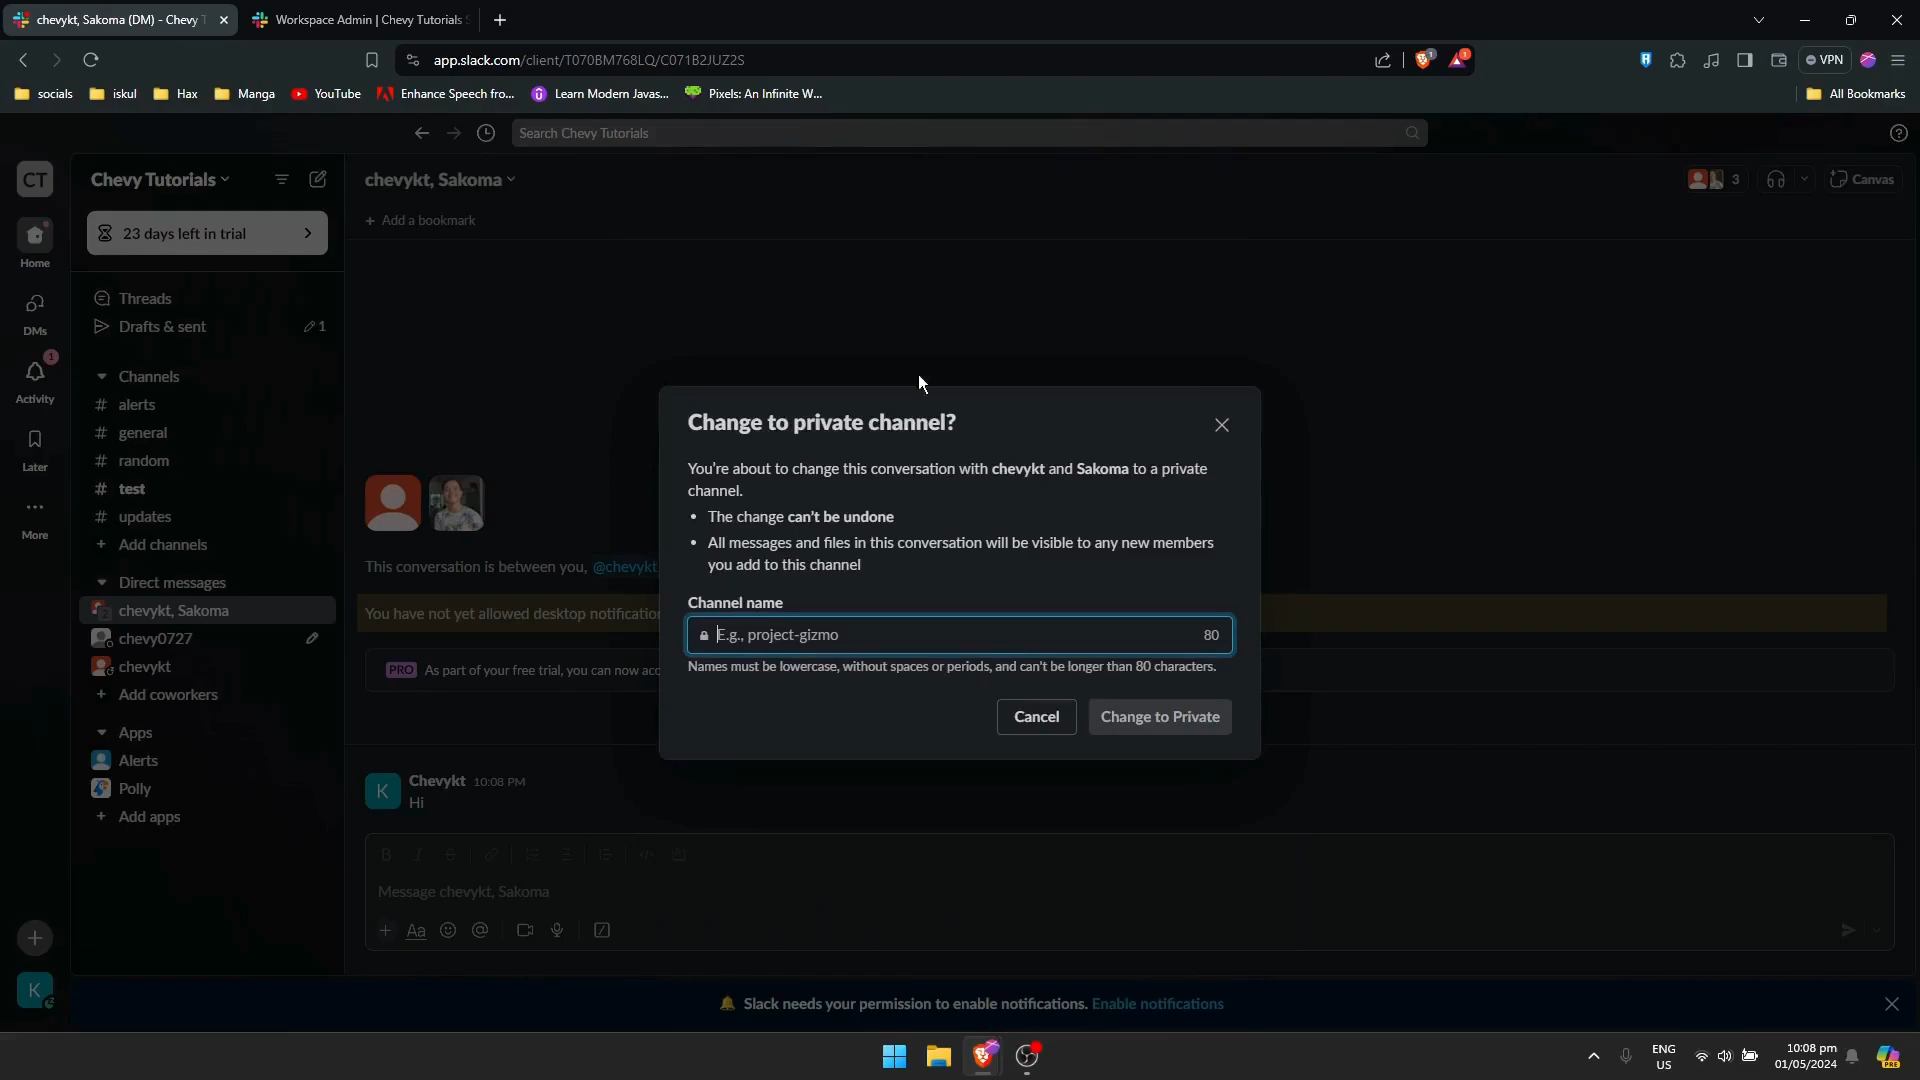 chevykt, Sakoma (DM) - Chevy T
Workspace Admin | Chevy Tutorials S
app.slack.com/client/T070BM768LQ/C071B2JUZ2S
1
1
VPN
socials
iskul
Hax
Manga
YouTube
Enhance Speech fro...
Learn Modern Javas...
Pixels: An Infinite W...
All Bookmarks
Search Chevy Tutorials
CT
Home
DMs
1
Activity
Later
More
K
Chevy Tutorials
23 days left in trial
Threads
Drafts & sent
1
Channels
# alerts
# general
# random
# test
# updates
+ Add channels
Direct messages
2
chevykt, Sakoma
chevy0727
chevykt
+ Add coworkers
Apps
Alerts
Polly
+ Add apps
chevykt, Sakoma
3
Canvas
+ Add a bookmark
This conversation is between you, @chevykt
You have not yet allowed desktop notification
PRO As part of your free trial, you can now acc
K
Chevykt 10:08 PM
Hi
B I S
Message chevykt, Sakoma
+ Aa
Change to private channel?
You're about to change this conversation with chevykt and Sakoma to a private
channel.
• The change can't be undone
• All messages and files in this conversation will be visible to any new members
you add to this channel
Channel name
E.g., project-gizmo
80
Names must be lowercase, without spaces or periods, and can't be longer than 80 characters.
Cancel
Change to Private
Slack needs your permission to enable notifications. Enable notifications
ENG
US
10:08 pm
01/05/2024
PRE